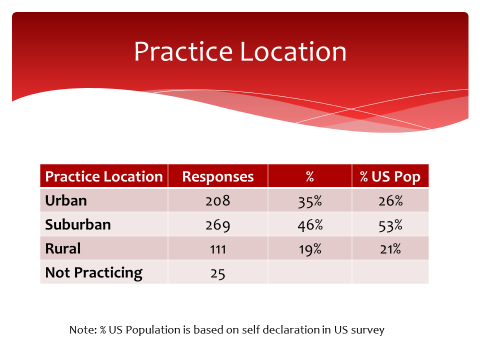 Practice Location
Practice Location Responses % % US Pop
Urban 208 35% 26%
Suburban 269 46% 53%
Rural 111 19% 21%
Not Practicing 25
Note: % US Population is based on self declaration in US survey